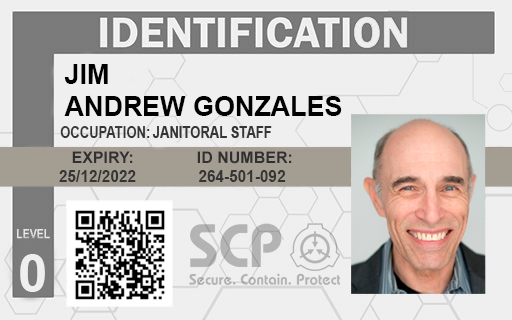 IDENTIFICATION
JIM
ANDREW GONZALES
OCCUPATION: JANITORAL STAFF
EXPIRY: ID NUMBER:
25/12/2022 264-501-092
LEVEL
0
SCP
Secure. Contain. Protect